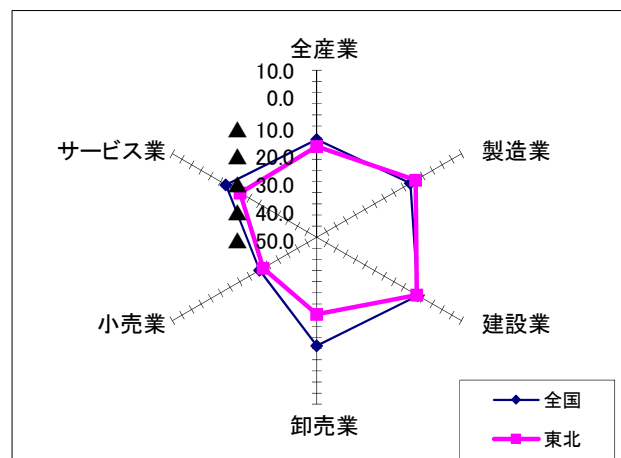 全産業
10.0
0.0
▲ 10.0
▲ 20.0
▲ 30.0
▲ 40.0
▲ 50.0
サービス業
製造業
小売業
建設業
卸売業
全国
東北